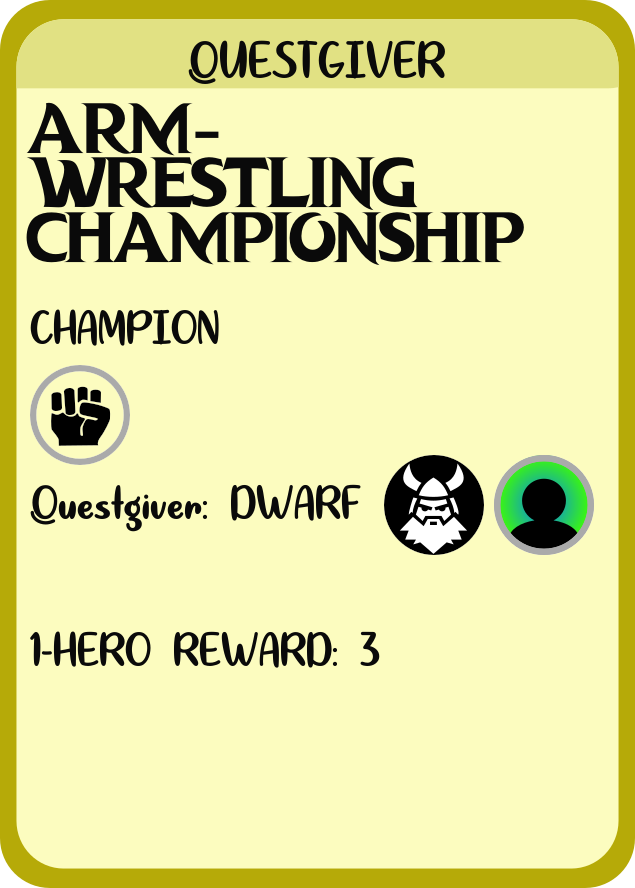 QUESTGIVER
ARM-
WRESTLING
CHAMPIONSHIP
CHAMPION
Questgiver: DWARF
1-HERO REWARD: 3